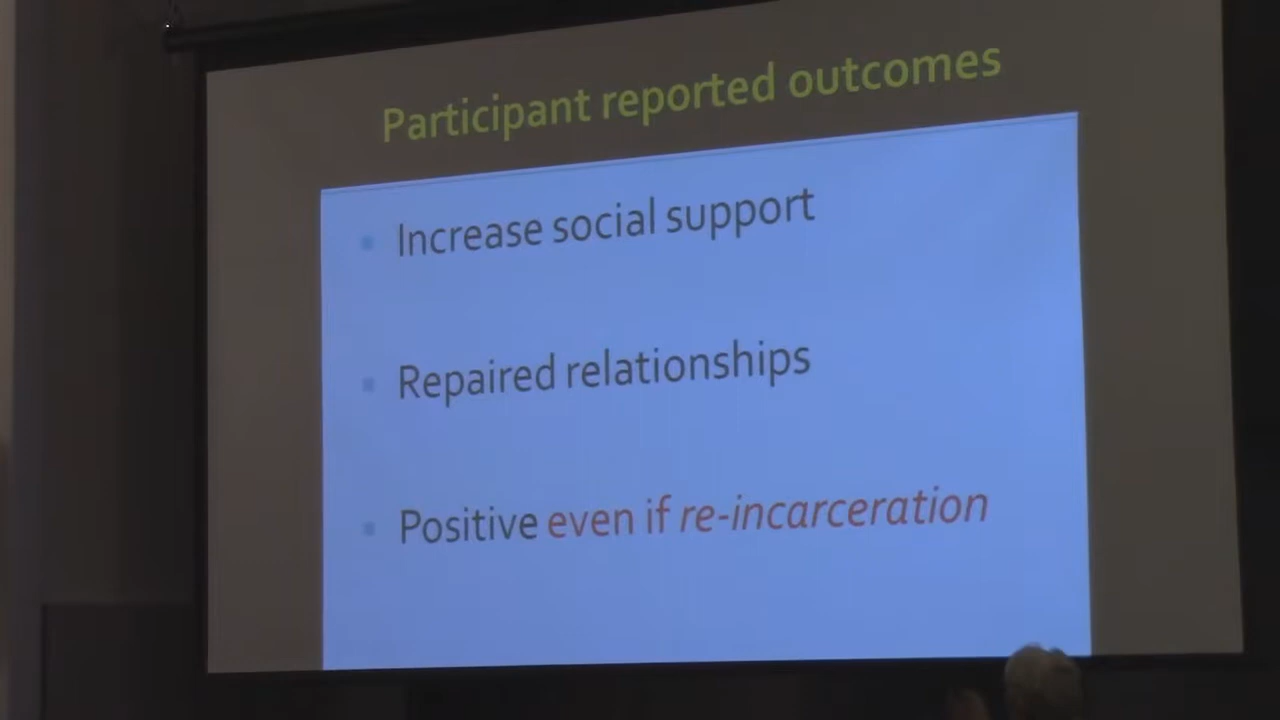 Participant reported outcomes
Increase social support
Repaired relationships
Positive even if re-incarceration